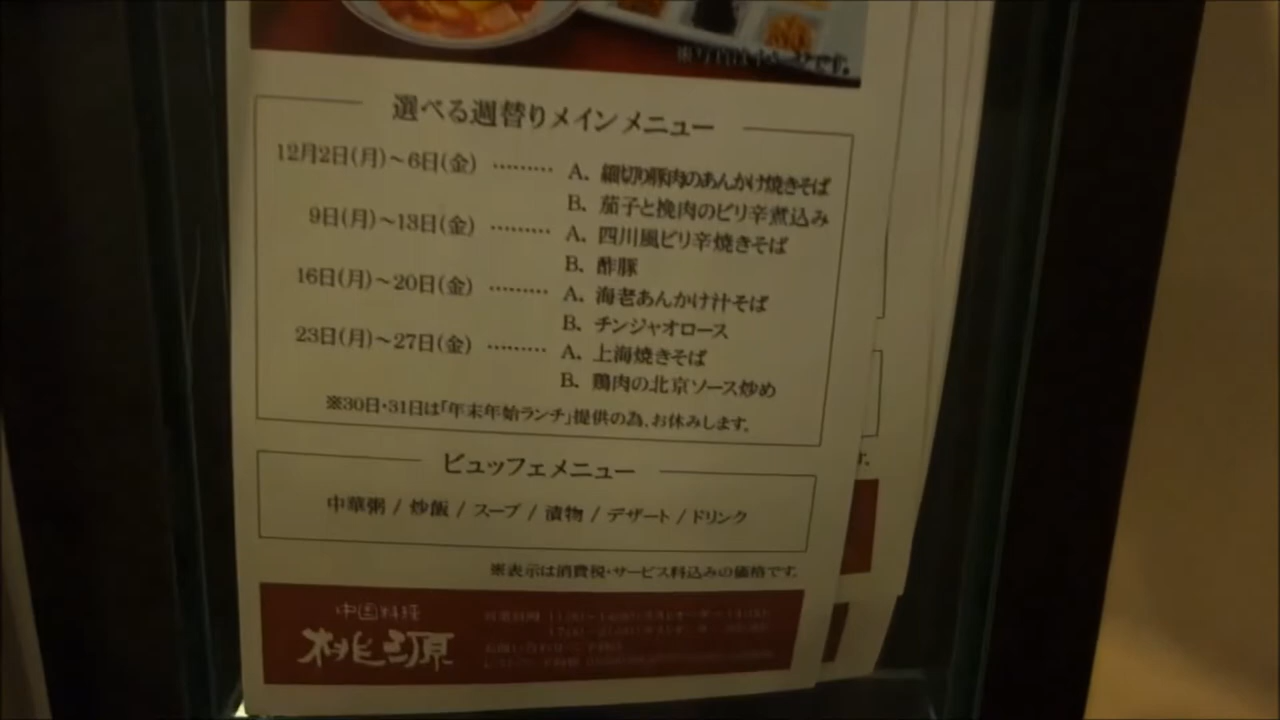 選べる週替りメインメニュー
12月2日(月)～6日(金) ……… A. 細切り豚肉のあんかけ焼きそば
B. 茄子と挽肉のピリ辛煮込み
9日(月)～13日(金) ……… A. 四川風ピリ辛焼きそば
B. 酢豚
16日(月)～20日(金) ……… A. 海老あんかけ汁そば
B. チンジャオロース
23日(月)～27日(金) ……… A. 上海焼きそば
B. 鶏肉の北京ソース炒め
※30日・31日は「年末年始ランチ」提供の為、お休みします。
ビュッフェメニュー
中華粥 / 炒飯 / スープ / 漬物 / デザート / ドリンク
※表示は消費税・サービス料込みの価格です。
す。
中国料理
桃源